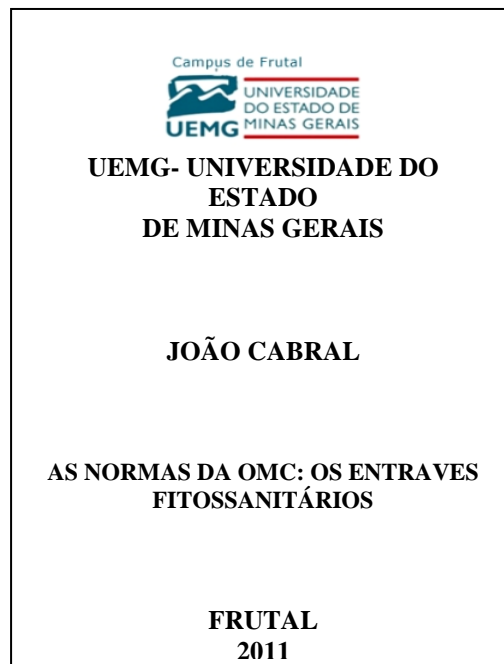 Campus de Frutal
UNIVERSIDADE
DO ESTADO DE
UEMG MINAS GERAIS
UEMG- UNIVERSIDADE DO
ESTADO
DE MINAS GERAIS
JOÃO CABRAL
AS NORMAS DA OMC: OS ENTRAVES
FITOSSANITÁRIOS
FRUTAL
2011